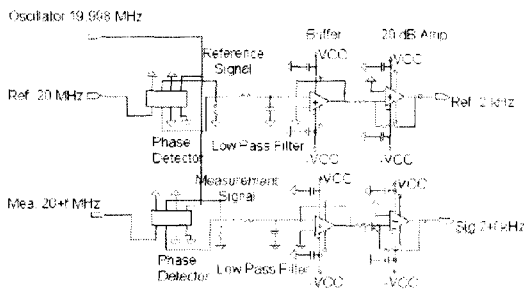 Oscillator 19.998 MHz
Buffer
20 dB Amp
VCC
VCC
Reference
Signal
Ref. 20 MHz
Ref. 2 kHz
Phase
Detector
Low Pass Filter
-VCC
-VCC
Measurement
Signal
VCC
VCC
Mea. 20+f MHz
Sig 2+f kHz
Phase
Detector
Low Pass Filter
-VCC
-VCC